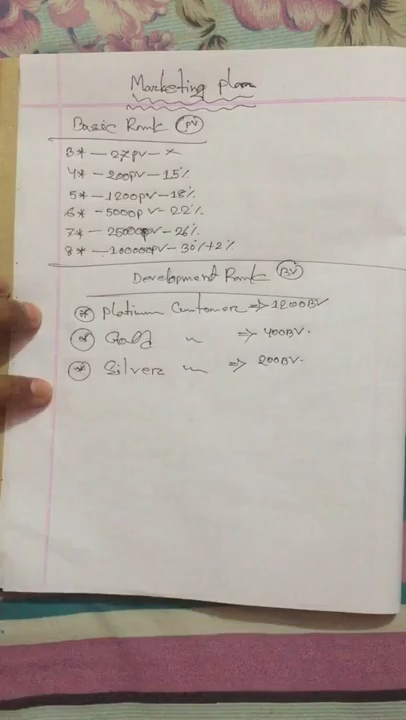 Marketing plan
Basic Rank PV
3* — 27PV — x
4* — 200PV — 15%
5* — 1200PV — 18%
6* — 5000PV — 22%
7* — 25000PV — 26%
8* — 100000PV — 30%+2%
Development Rank BV
* Platium Customer => 1200BV
* Gold " => 400BV.
* Silver " => 200BV.